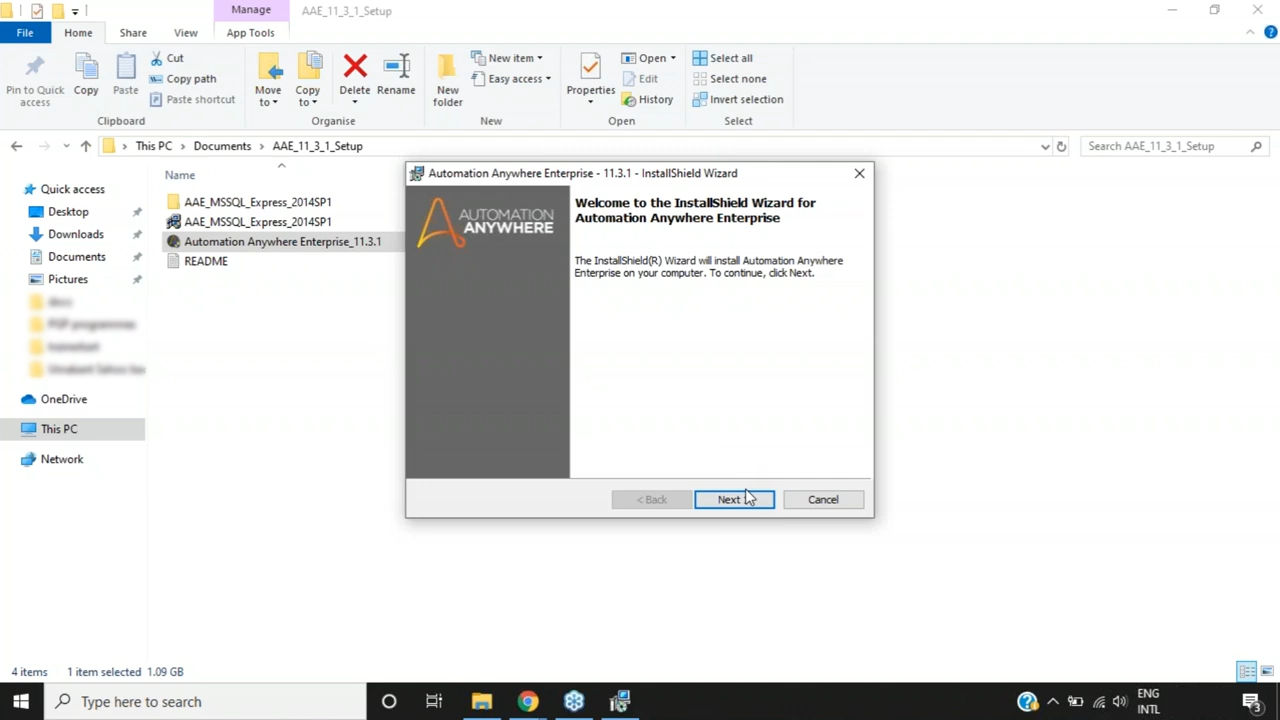 Manage
AAE_11_3_1_Setup
File
Home
Share
View
App Tools
Pin to Quick access
Copy
Paste
Cut
Copy path
Paste shortcut
Clipboard
Move to
Copy to
Delete
Rename
Organise
New folder
New item
Easy access
New
Properties
Open
Edit
History
Open
Select all
Select none
Invert selection
Select
This PC > Documents > AAE_11_3_1_Setup
Search AAE_11_3_1_Setup
Quick access
Desktop
Downloads
Documents
Pictures
OneDrive
This PC
Network
Name
AAE_MSSQL_Express_2014SP1
AAE_MSSQL_Express_2014SP1
Automation Anywhere Enterprise_11.3.1
README
Automation Anywhere Enterprise - 11.3.1 - InstallShield Wizard
AUTOMATION
ANYWHERE
Welcome to the InstallShield Wizard for
Automation Anywhere Enterprise
The InstallShield(R) Wizard will install Automation Anywhere
Enterprise on your computer. To continue, click Next.
< Back
Next
Cancel
4 items
1 item selected 1.09 GB
Type here to search
ENG
INTL
3